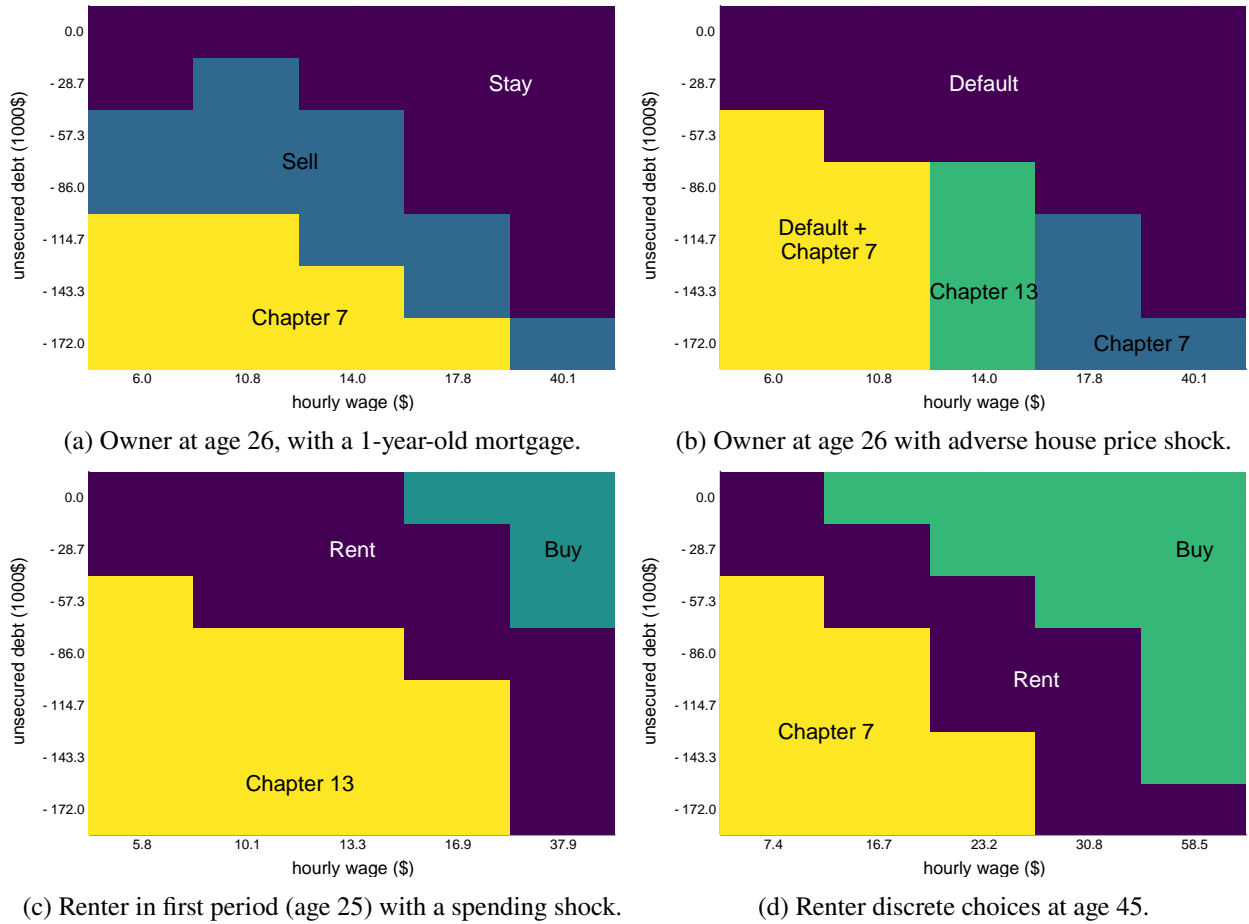 unsecured debt (1000$)
0.0
- 28.7
- 57.3
- 86.0
- 114.7
- 143.3
- 172.0
Stay
Sell
Chapter 7
6.0 10.8 14.0 17.8 40.1
hourly wage ($)
(a) Owner at age 26, with a 1-year-old mortgage.
unsecured debt (1000$)
0.0
- 28.7
- 57.3
- 86.0
- 114.7
- 143.3
- 172.0
Default
Default +
Chapter 7
Chapter 13
Chapter 7
6.0 10.8 14.0 17.8 40.1
hourly wage ($)
(b) Owner at age 26 with adverse house price shock.
unsecured debt (1000$)
0.0
- 28.7
- 57.3
- 86.0
- 114.7
- 143.3
- 172.0
Rent
Buy
Chapter 13
5.8 10.1 13.3 16.9 37.9
hourly wage ($)
(c) Renter in first period (age 25) with a spending shock.
unsecured debt (1000$)
0.0
- 28.7
- 57.3
- 86.0
- 114.7
- 143.3
- 172.0
Buy
Rent
Chapter 7
7.4 16.7 23.2 30.8 58.5
hourly wage ($)
(d) Renter discrete choices at age 45.